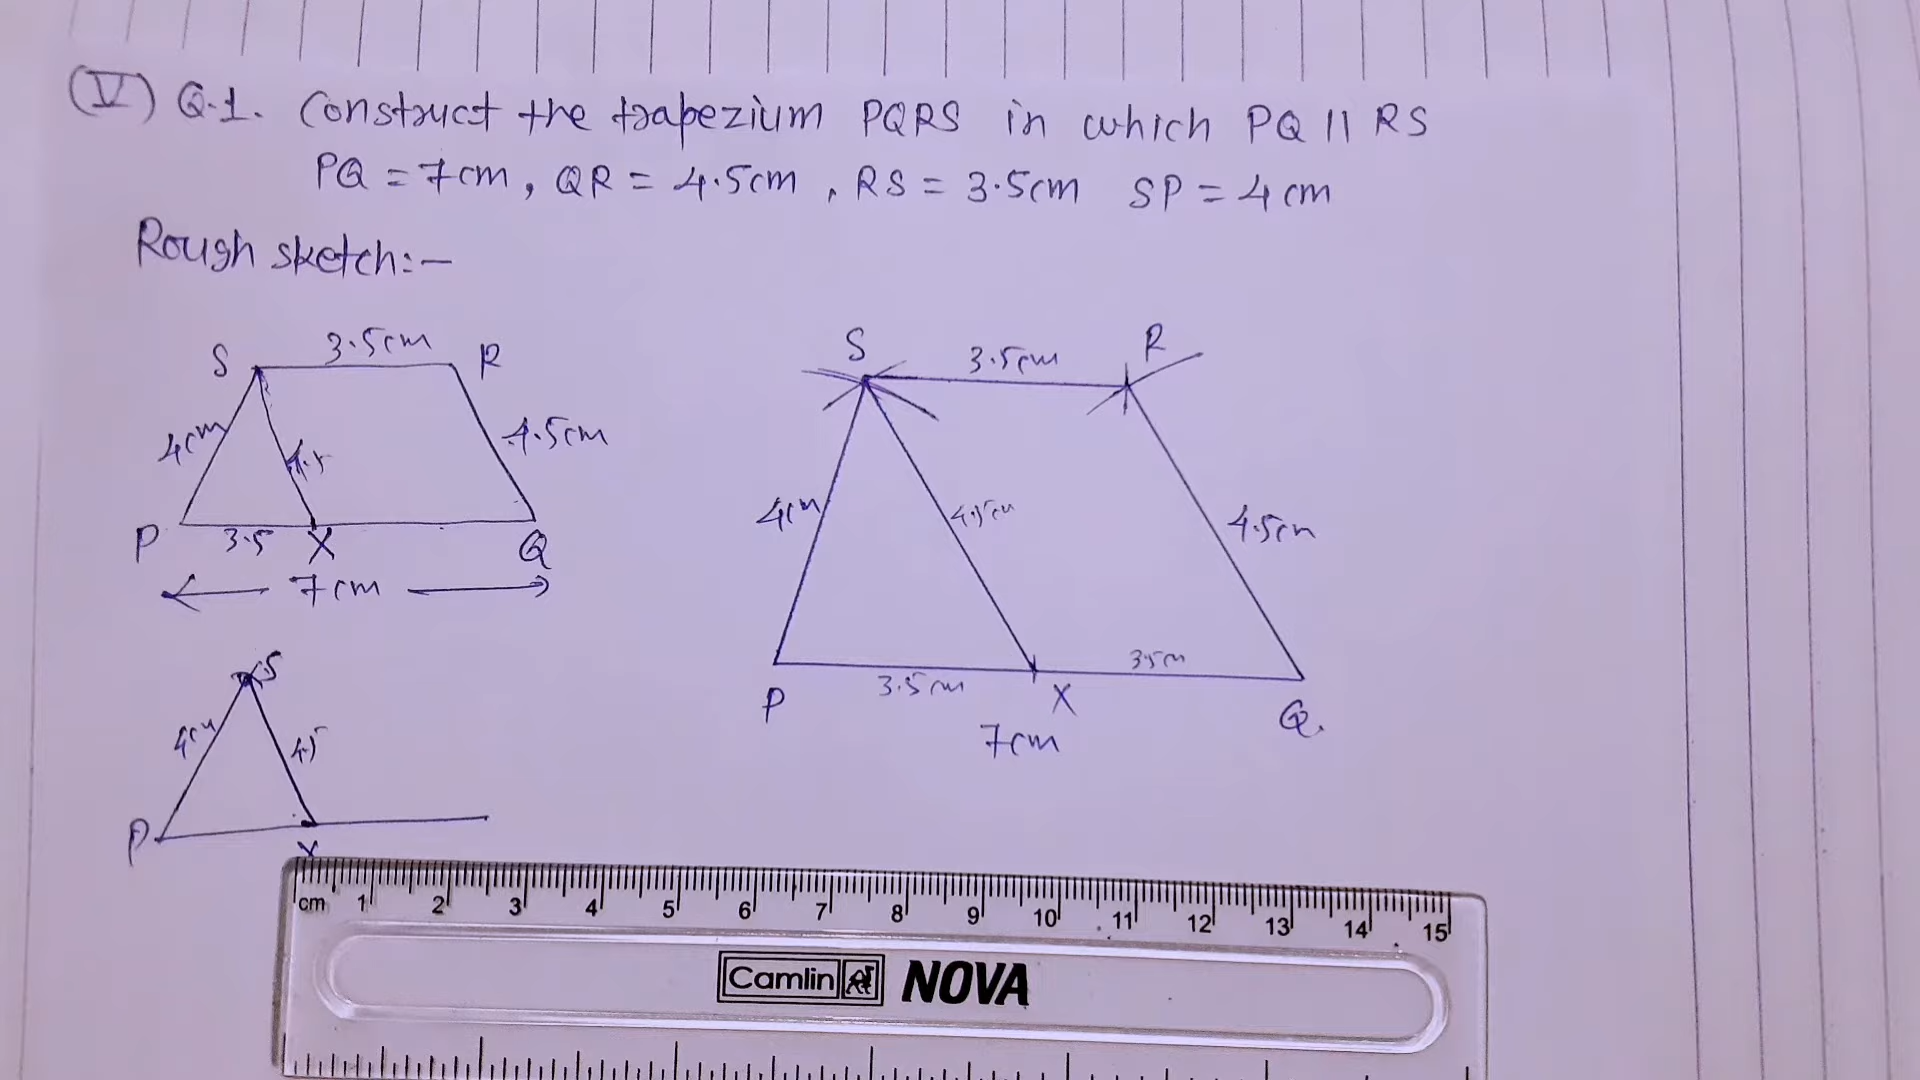 (V) Q.1. Construct the trapezium PQRS in which PQ || RS
PQ = 7cm, QR = 4.5cm, RS = 3.5cm SP = 4cm
Rough sketch:-
S 3.5cm R
4cm 4.5 4.5cm
P 3.5 X Q
7cm
S 3.5cm R
4cm 4.5cm 4.5cm
P 3.5cm X 3.5cm Q
7cm
S
4cm 4.5
P X
cm 1 2 3 4 5 6 7 8 9 10 11 12 13 14 15
Camlin NOVA